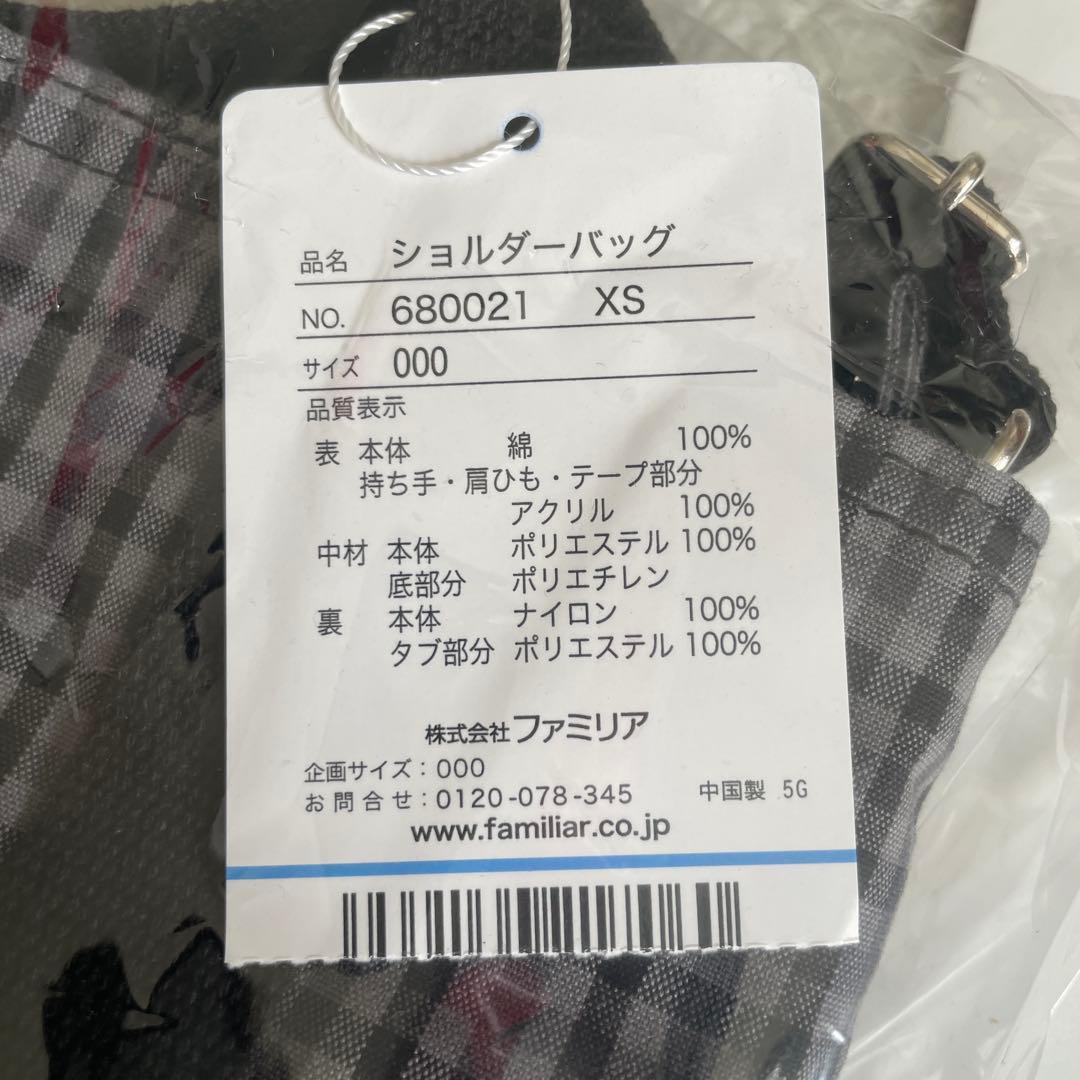 品名 ショルダーバッグ
NO. 680021 XS
サイズ 000
品質表示
表 本体 綿 100%
持ち手・肩ひも・テープ部分
アクリル 100%
中材 本体 ポリエステル 100%
底部分 ポリエチレン
裏 本体 ナイロン 100%
タブ部分 ポリエステル 100%
株式会社ファミリア
企画サイズ:000
お問合せ:0120-078-345 中国製 5G
www.familiar.co.jp